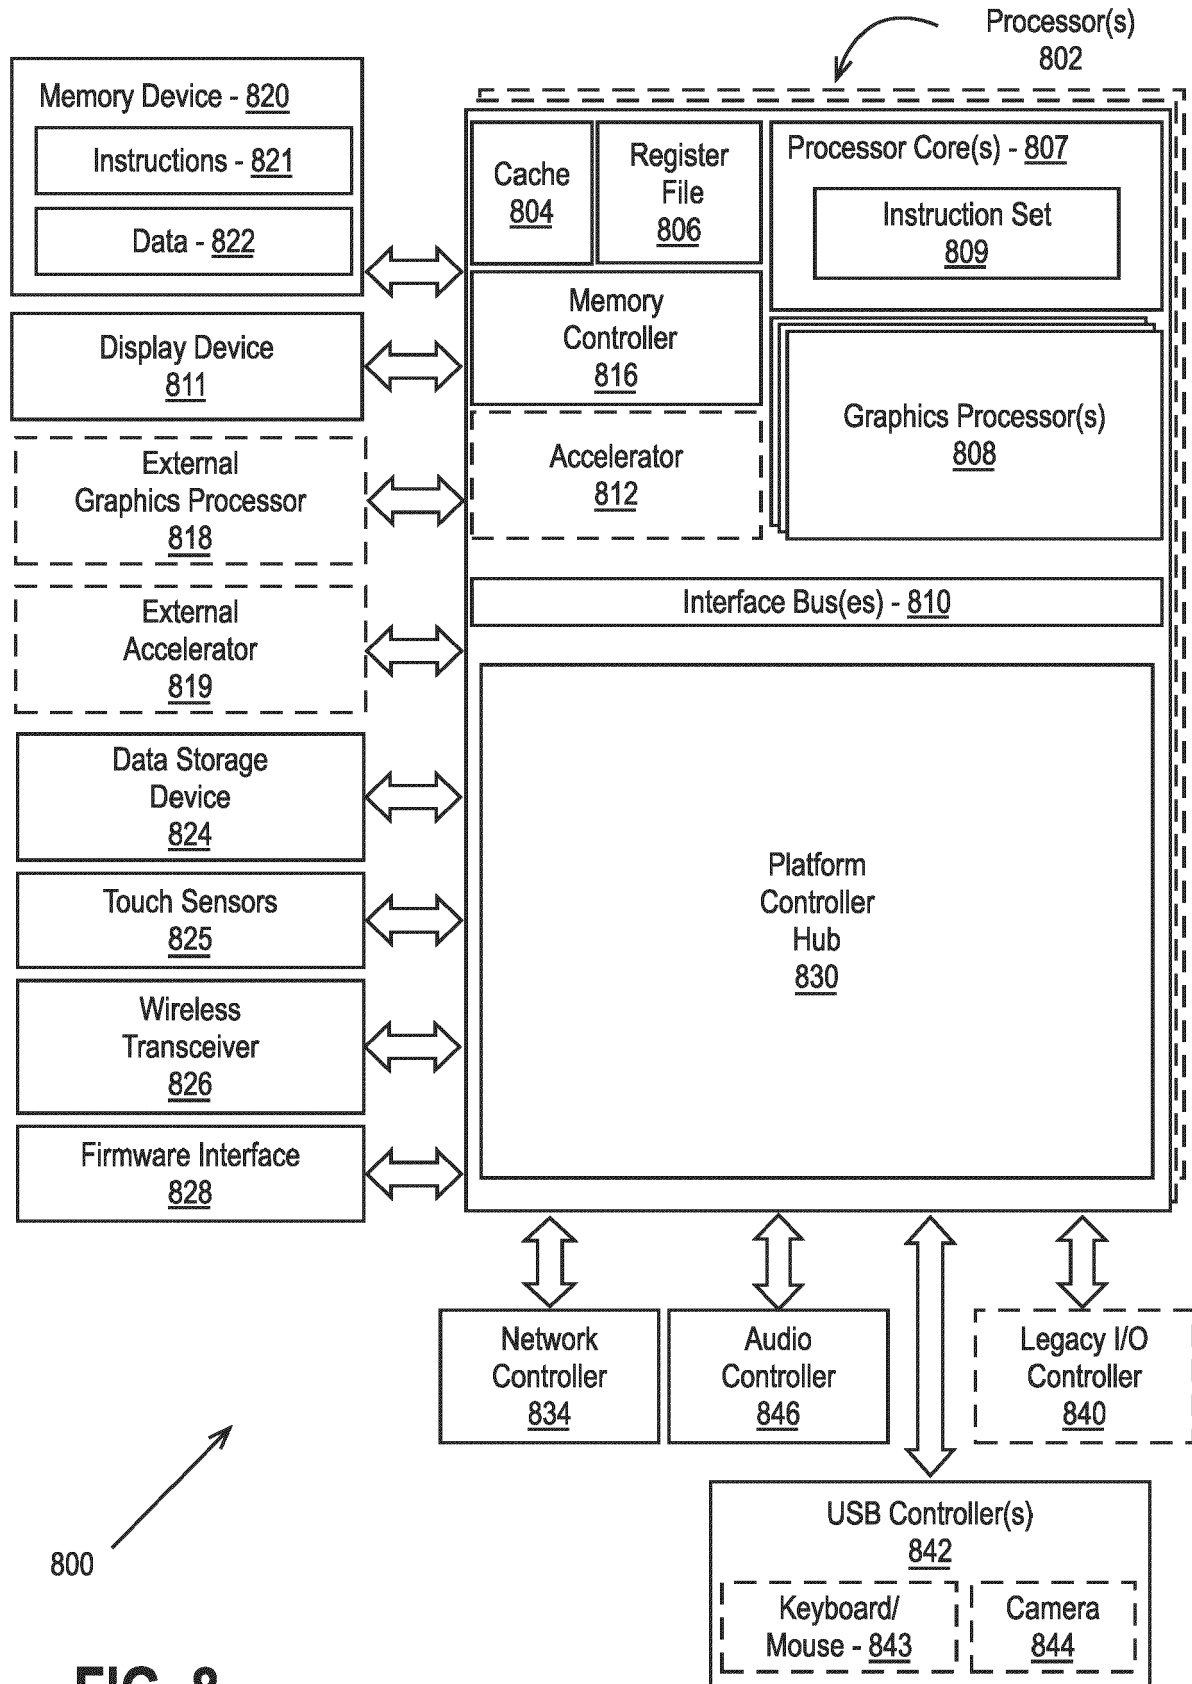 Processor(s)
802
Memory Device - 820
Instructions - 821
Data - 822
Display Device
811
External
Graphics Processor
818
External
Accelerator
819
Data Storage
Device
824
Touch Sensors
825
Wireless
Transceiver
826
Firmware Interface
828
Cache
804
Register
File
806
Processor Core(s) - 807
Instruction Set
809
Memory
Controller
816
Accelerator
812
Graphics Processor(s)
808
Interface Bus(es) - 810
Platform
Controller
Hub
830
Network
Controller
834
Audio
Controller
846
Legacy I/O
Controller
840
USB Controller(s)
842
Keyboard/
Mouse - 843
Camera
844
800
FIG. 8